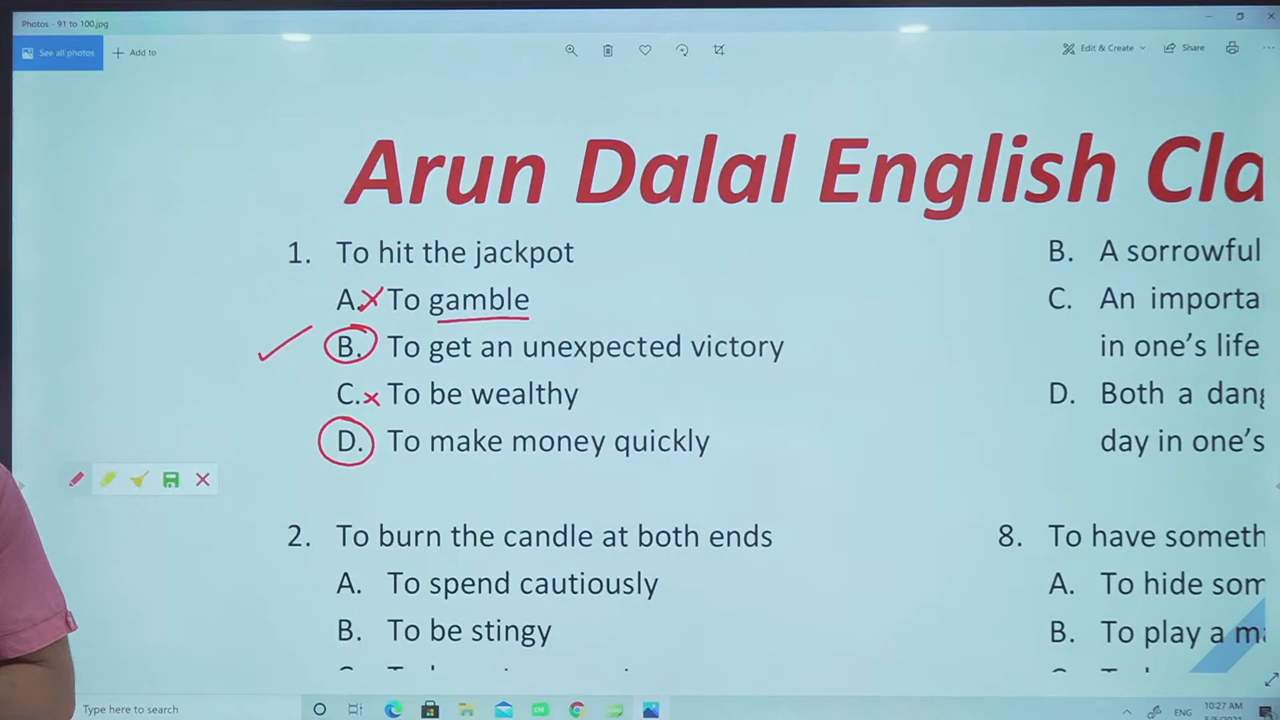 Photos - 91 to 100.jpg
See all photos
Add to
Edit & Create
Share
Arun Dalal English Cla
1. To hit the jackpot
A. To gamble
B. To get an unexpected victory
C. To be wealthy
D. To make money quickly
2. To burn the candle at both ends
A. To spend cautiously
B. To be stingy
B. A sorrowful
C. An importa
in one's life
D. Both a dang
day in one's
8. To have someth
A. To hide som
B. To play a ma
Type here to search
ENG
10:27 AM